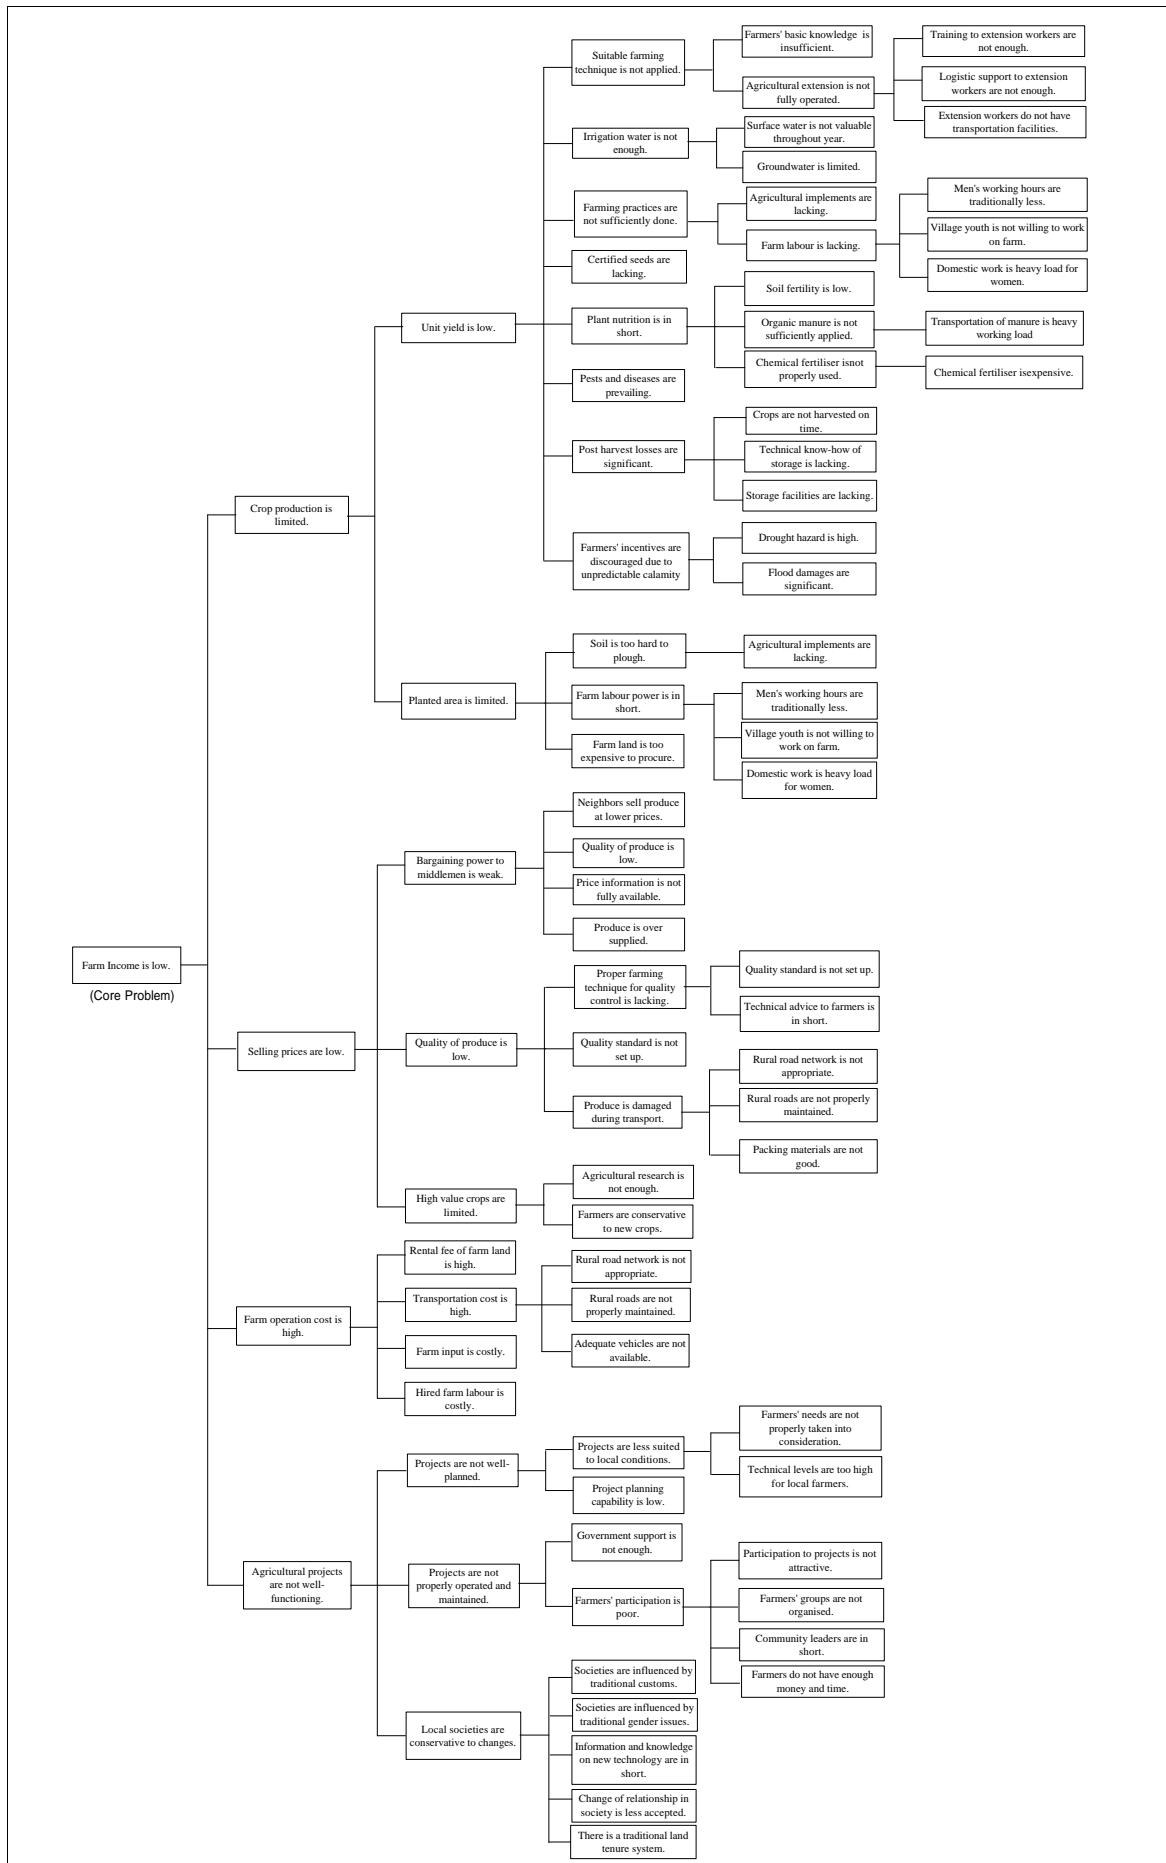 Farm Income is low.
(Core Problem)
Crop production is
limited.
Unit yield is low.
Suitable farming
technique is not applied.
Farmers' basic knowledge is
insufficient.
Agricultural extension is not
fully operated.
Training to extension workers are
not enough.
Logistic support to extension
workers are not enough.
Extension workers do not have
transportation facilities.
Irrigation water is not
enough.
Surface water is not valuable
throughout year.
Groundwater is limited.
Farming practices are
not sufficiently done.
Agricultural implements are
lacking.
Farm labour is lacking.
Men's working hours are
traditionally less.
Village youth is not willing to work
on farm.
Domestic work is heavy load for
women.
Certified seeds are
lacking.
Plant nutrition is in
short.
Soil fertility is low.
Organic manure is not
sufficiently applied.
Transportation of manure is heavy
working load
Chemical fertiliser isnot
properly used.
Chemical fertiliser isexpensive.
Pests and diseases are
prevailing.
Post harvest losses are
significant.
Crops are not harvested on
time.
Technical know-how of
storage is lacking.
Storage facilities are lacking.
Farmers' incentives are
discouraged due to
unpredictable calamity
Drought hazard is high.
Flood damages are
significant.
Planted area is limited.
Soil is too hard to
plough.
Agricultural implements are
lacking.
Farm labour power is in
short.
Men's working hours are
traditionally less.
Village youth is not willing to
work on farm.
Domestic work is heavy load
for women.
Farm land is too
expensive to procure.
Selling prices are low.
Bargaining power to
middlemen is weak.
Neighbors sell produce
at lower prices.
Quality of produce is
low.
Price information is not
fully available.
Produce is over
supplied.
Quality of produce is
low.
Proper farming
technique for quality
control is lacking.
Quality standard is not set up.
Technical advice to farmers is
in short.
Quality standard is not
set up.
Produce is damaged
during transport.
Rural road network is not
appropriate.
Rural roads are not properly
maintained.
Packing materials are not
good.
High value crops are
limited.
Agricultural research is
not enough.
Farmers are conservative
to new crops.
Farm operation cost is
high.
Rental fee of farm land
is high.
Transportation cost is
high.
Rural road network is not
appropriate.
Rural roads are not
properly maintained.
Adequate vehicles are not
available.
Farm input is costly.
Hired farm labour is
costly.
Agricultural projects
are not well-
functioning.
Projects are not well-
planned.
Projects are less suited
to local conditions.
Farmers' needs are not
properly taken into
consideration.
Technical levels are too high
for local farmers.
Project planning
capability is low.
Projects are not
properly operated and
maintained.
Government support is
not enough.
Farmers' participation is
poor.
Participation to projects is not
attractive.
Farmers' groups are not
organised.
Community leaders are in
short.
Farmers do not have enough
money and time.
Local societies are
conservative to changes.
Societies are influenced by
traditional customs.
Societies are influenced by
traditional gender issues.
Information and knowledge
on new technology are in
short.
Change of relationship in
society is less accepted.
There is a traditional land
tenure system.